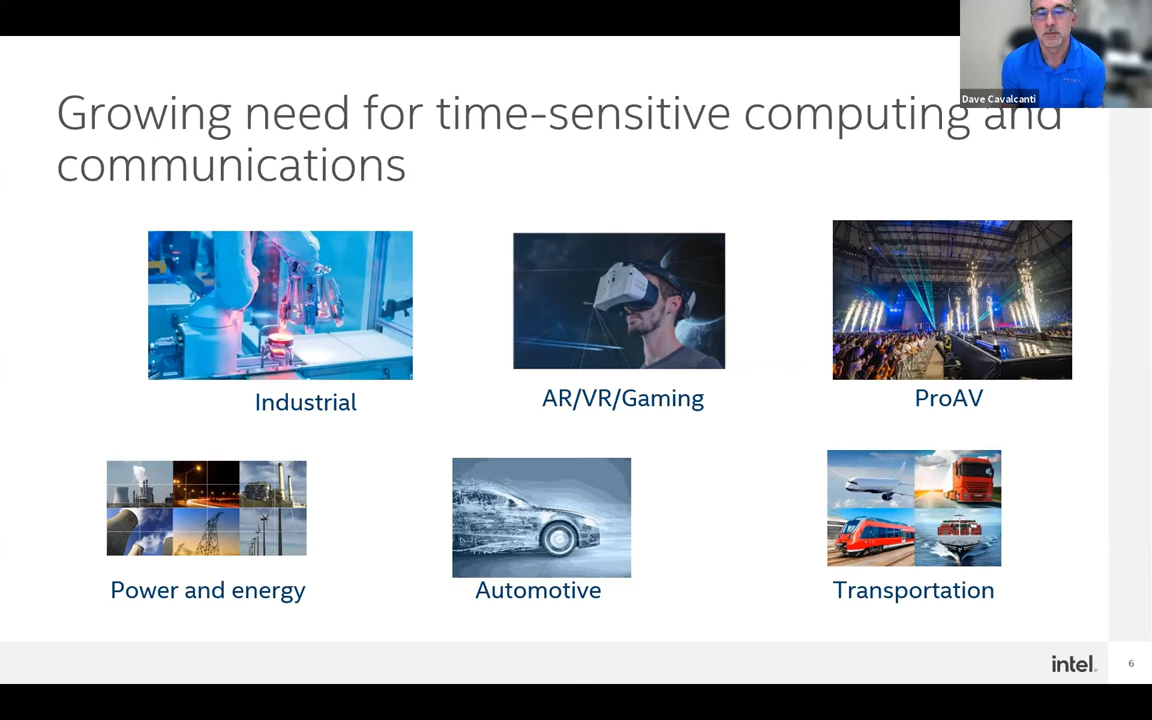 Dave Cavalcanti
Growing need for time-sensitive computing and
communications
Industrial
AR/VR/Gaming
ProAV
Power and energy
Automotive
Transportation
intel.
6